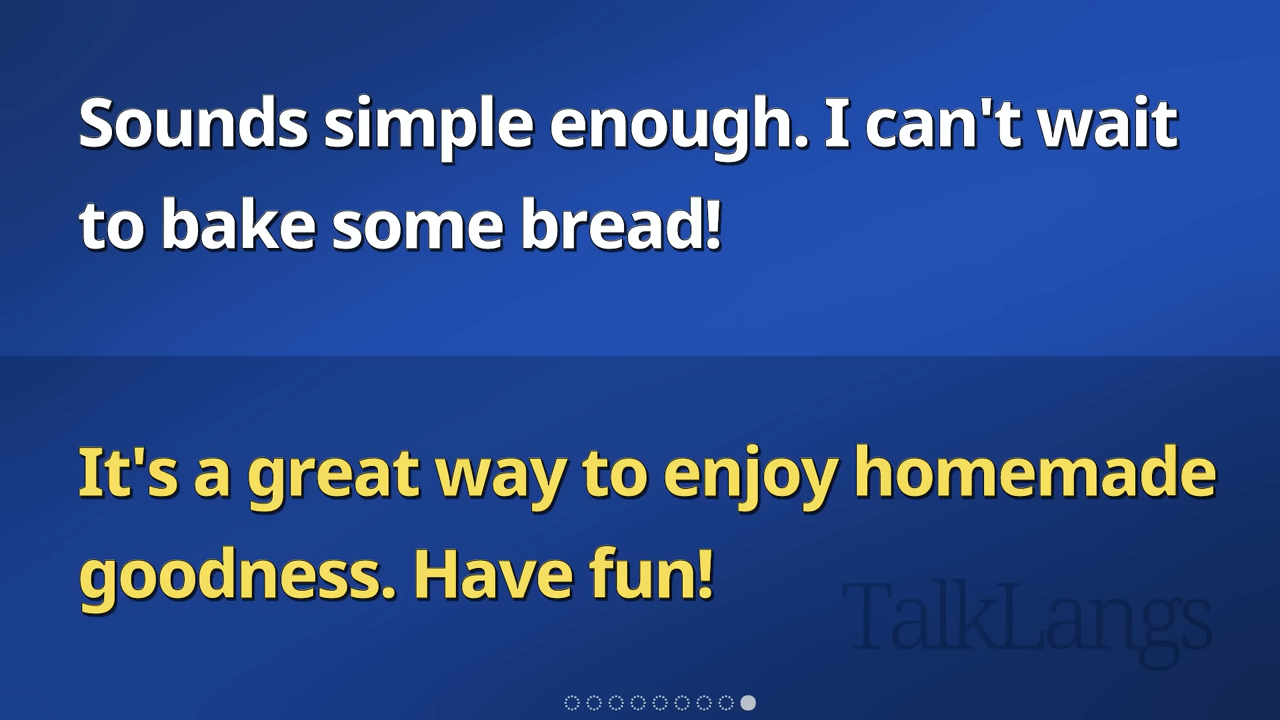 Sounds simple enough. I can't wait
to bake some bread!
It's a great way to enjoy homemade
goodness. Have fun!
TalkLangs